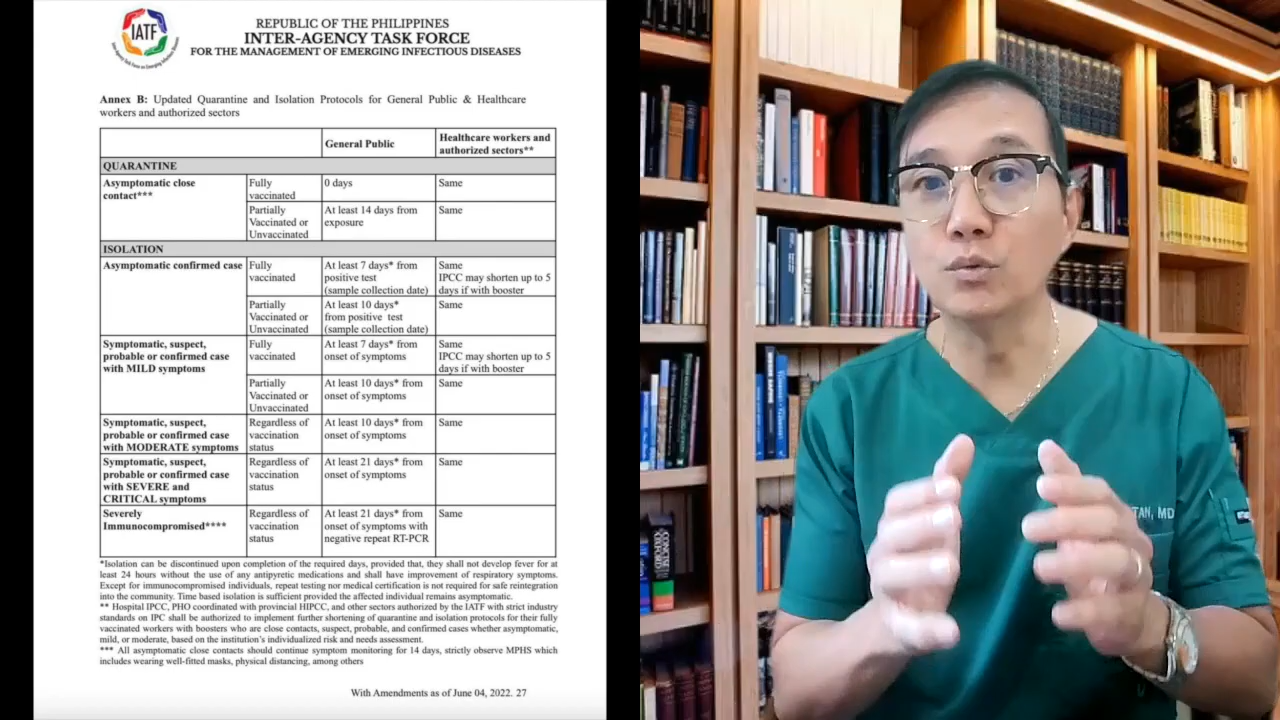 IATF
REPUBLIC OF THE PHILIPPINES
INTER-AGENCY TASK FORCE
FOR THE MANAGEMENT OF EMERGING INFECTIOUS DISEASES
Annex B: Updated Quarantine and Isolation Protocols for General Public & Healthcare
workers and authorized sectors
General Public
Healthcare workers and
authorized sectors**
QUARANTINE
Asymptomatic close
contact***
Fully
vaccinated
0 days
Same
Partially
Vaccinated or
Unvaccinated
At least 14 days from
exposure
Same
ISOLATION
Asymptomatic confirmed case
Fully
vaccinated
At least 7 days* from
positive test
(sample collection date)
Same
IPCC may shorten up to 5
days if with booster
Partially
Vaccinated or
Unvaccinated
At least 10 days*
from positive test
(sample collection date)
Same
Symptomatic, suspect,
probable or confirmed case
with MILD symptoms
Fully
vaccinated
At least 7 days* from
onset of symptoms
Same
IPCC may shorten up to 5
days if with booster
Partially
Vaccinated or
Unvaccinated
At least 10 days* from
onset of symptoms
Same
Symptomatic, suspect,
probable or confirmed case
with MODERATE symptoms
Regardless of
vaccination
status
At least 10 days* from
onset of symptoms
Same
Symptomatic, suspect,
probable or confirmed case
with SEVERE and
CRITICAL symptoms
Regardless of
vaccination
status
At least 21 days* from
onset of symptoms
Same
Severely
Immunocompromised****
Regardless of
vaccination
status
At least 21 days* from
onset of symptoms with
negative repeat RT-PCR
Same
*Isolation can be discontinued upon completion of the required days, provided that, they shall not develop fever for at
least 24 hours without the use of any antipyretic medications and shall have improvement of respiratory symptoms.
Except for immunocompromised individuals, repeat testing nor medical certification is not required for safe reintegration
into the community. Time based isolation is sufficient provided the affected individual remains asymptomatic.
** Hospital IPCC, PHO coordinated with provincial HIPCC, and other sectors authorized by the IATF with strict industry
standards on IPC shall be authorized to implement further shortening of quarantine and isolation protocols for their fully
vaccinated workers with boosters who are close contacts, suspect, probable, and confirmed cases whether asymptomatic,
mild, or moderate, based on the institution's individualized risk and needs assessment.
*** All asymptomatic close contacts should continue symptom monitoring for 14 days, strictly observe MPHS which
includes wearing well-fitted masks, physical distancing, among others
With Amendments as of June 04, 2022. 27
TAN, MD
CONCISE
OXFORD